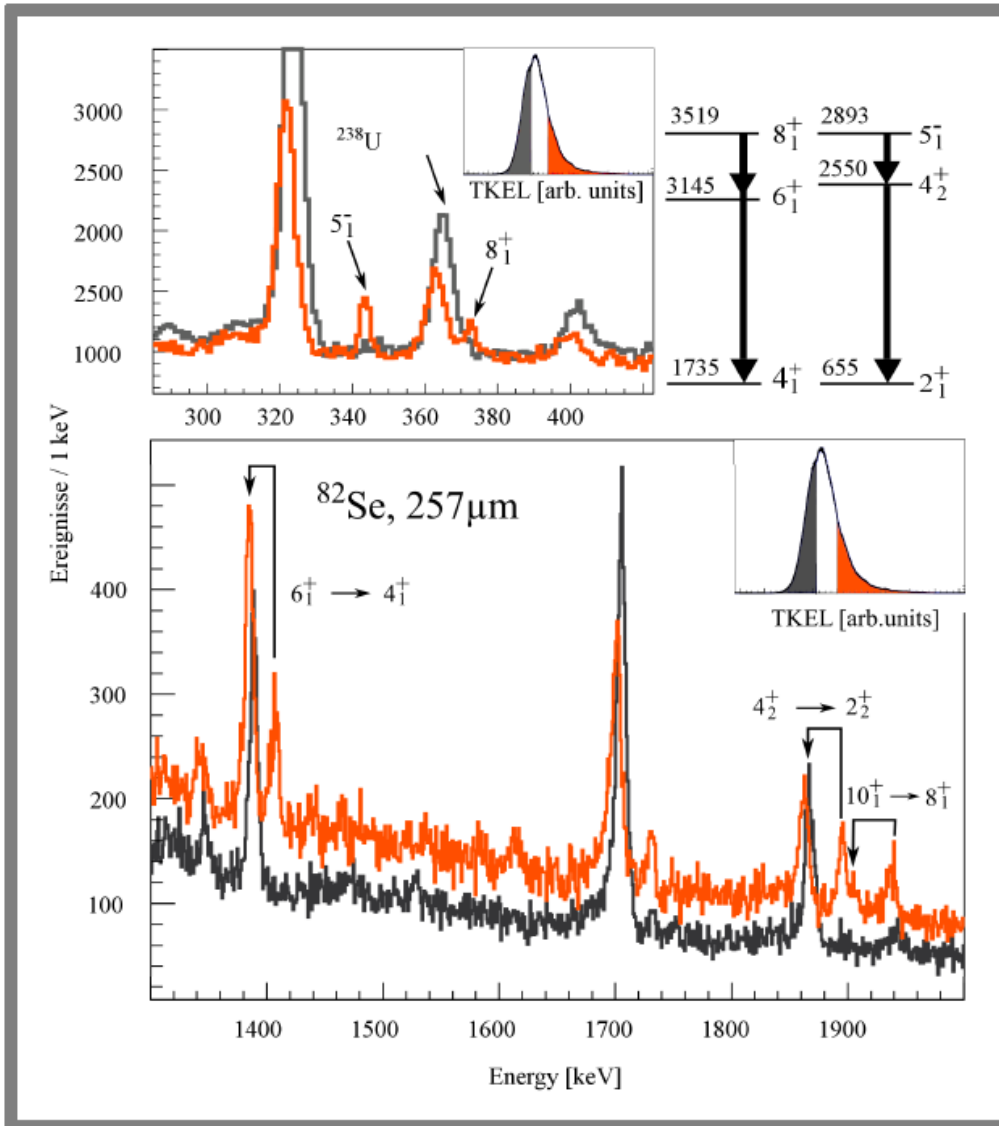 3000
2500
2000
2500
1000
²³⁸U
5₁⁻
8₁⁺
TKEL [arb. units]
300 320 340 360 380 400
3519 8₁⁺
3145 6₁⁺
1735 4₁⁺
2893 5₁⁻
2550 4₂⁺
655 2₁⁺
Ereignisse / 1 keV
⁸²Se, 257μm
6₁⁺ → 4₁⁺
TKEL [arb.units]
4₂⁺ → 2₂⁺
10₁⁺ → 8₁⁺
400
300
200
100
1400 1500 1600 1700 1800 1900
Energy [keV]